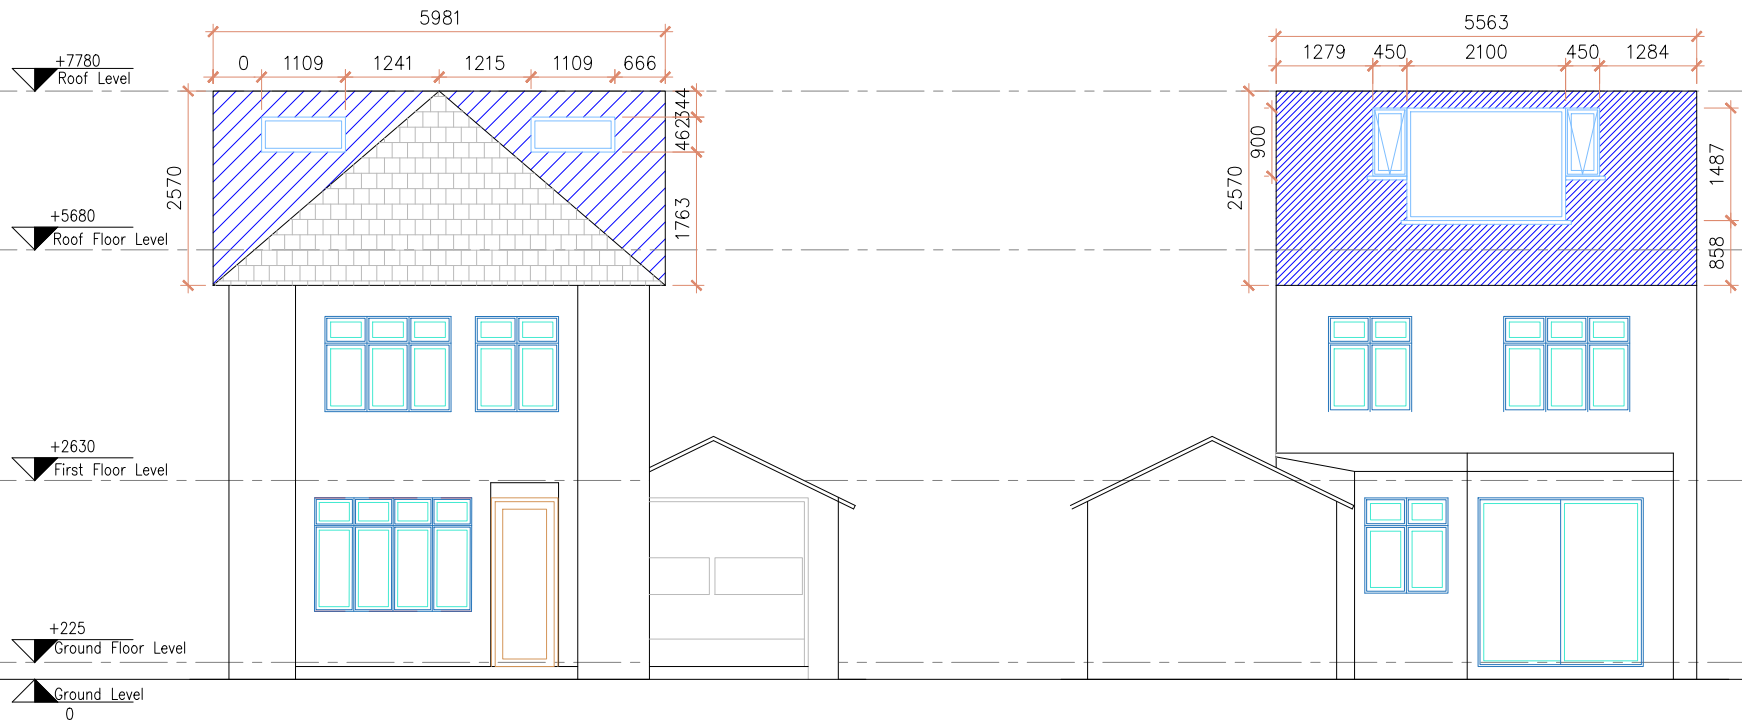 5981
0 1109 1241 1215 1109 666
5563
1279 450 2100 450 1284
+7780
Roof Level
344
462
1763
2570
900
2570
1487
858
+5680
Roof Floor Level
+2630
First Floor Level
+225
Ground Floor Level
Ground Level
0